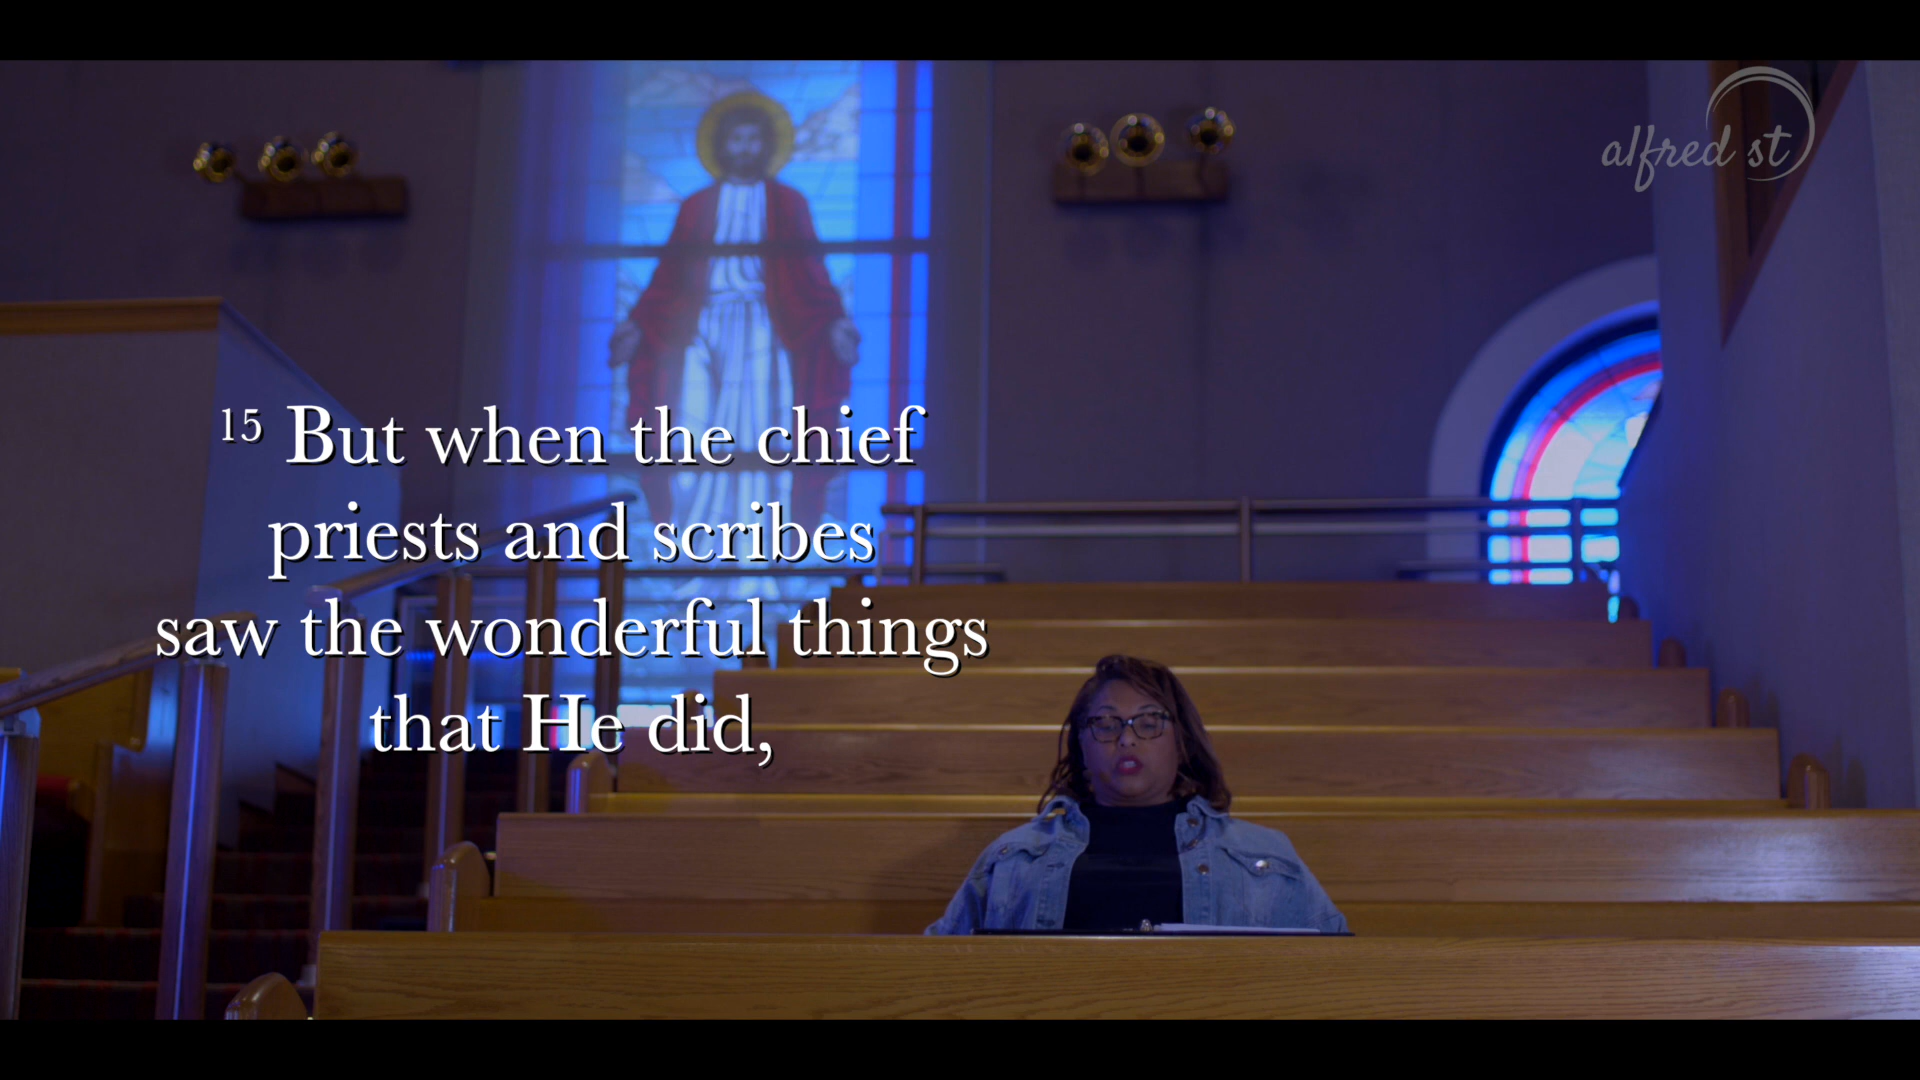 alfred st
15 But when the chief
priests and scribes
saw the wonderful things
that He did,